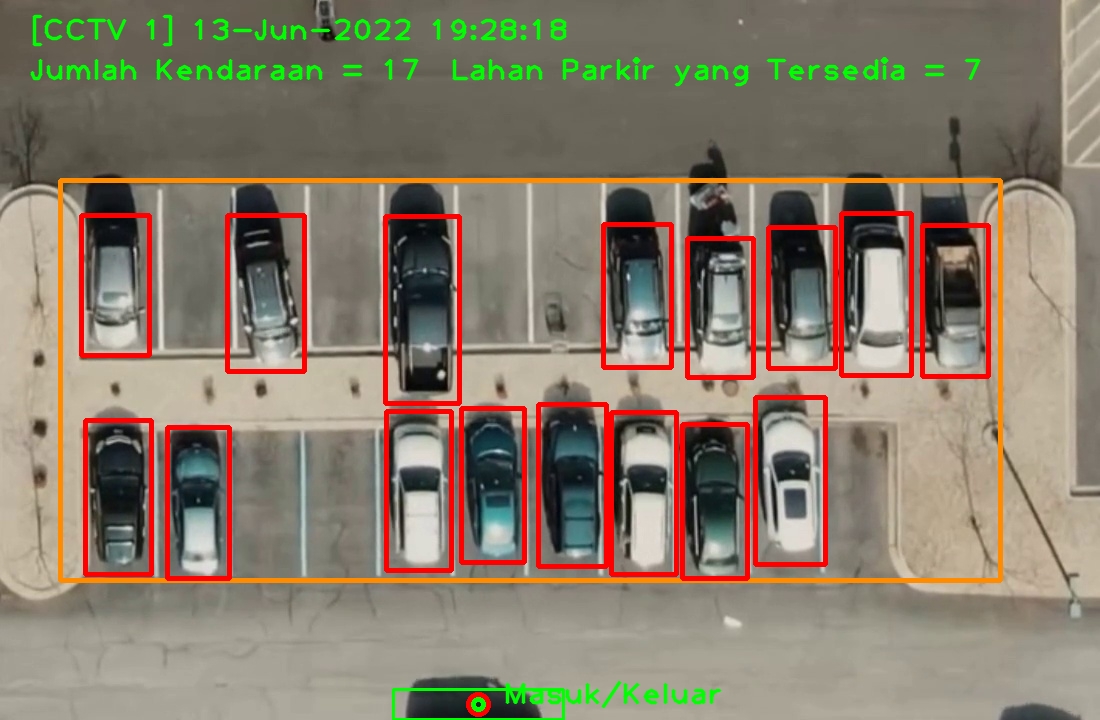 [CCTV 1] 13-Jun-2022 19:28:18
Jumlah Kendaraan = 17 Lahan Parkir yang Tersedia = 7
Masuk/Keluar